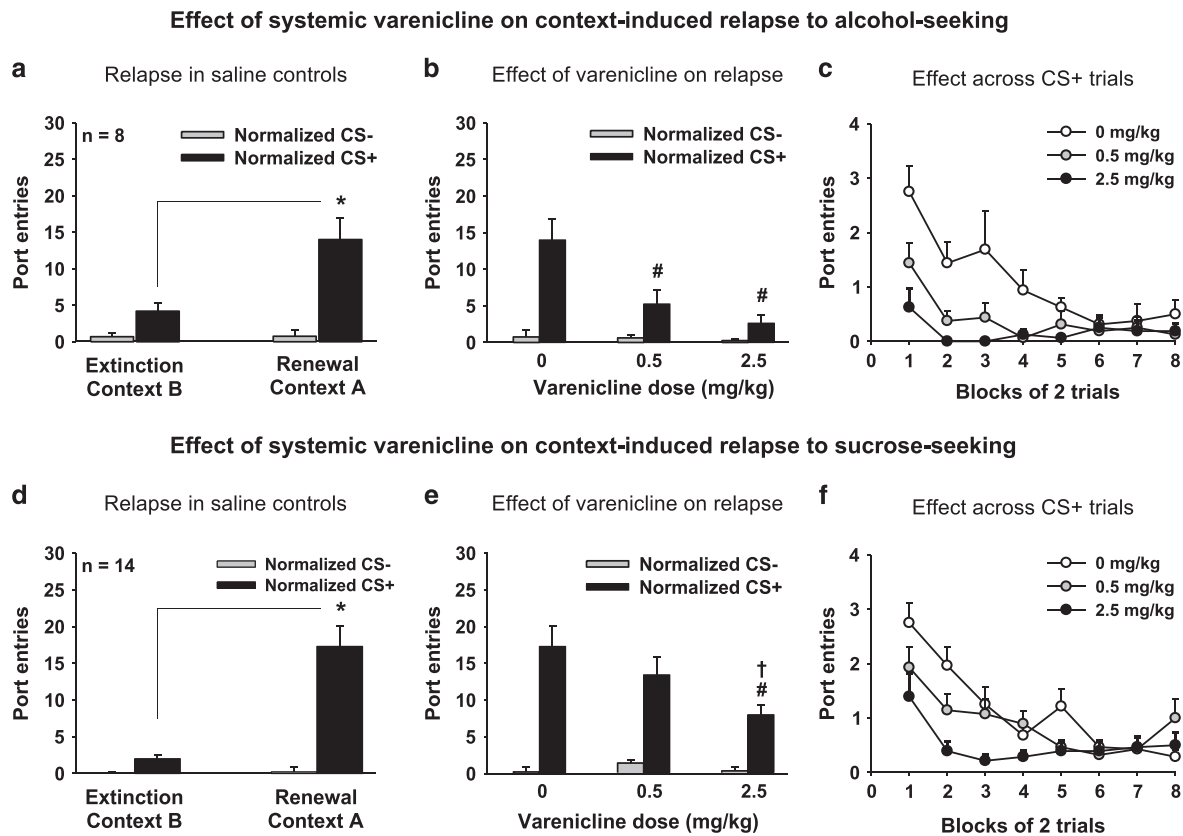 Effect of systemic varenicline on context-induced relapse to alcohol-seeking
a
Relapse in saline controls
n = 8
Normalized CS-
Normalized CS+
Port entries
30
25
20
15
10
5
0
*
Extinction
Context B
Renewal
Context A
b
Effect of varenicline on relapse
Normalized CS-
Normalized CS+
Port entries
30
25
20
15
10
5
0
#
#
0
0.5
2.5
Varenicline dose (mg/kg)
c
Effect across CS+ trials
0 mg/kg
0.5 mg/kg
2.5 mg/kg
Port entries
4
3
2
1
0
0 1 2 3 4 5 6 7 8
Blocks of 2 trials
Effect of systemic varenicline on context-induced relapse to sucrose-seeking
d
Relapse in saline controls
n = 14
Normalized CS-
Normalized CS+
Port entries
30
25
20
15
10
5
0
*
Extinction
Context B
Renewal
Context A
e
Effect of varenicline on relapse
Normalized CS-
Normalized CS+
Port entries
30
25
20
15
10
5
0
†
#
0
0.5
2.5
Varenicline dose (mg/kg)
f
Effect across CS+ trials
0 mg/kg
0.5 mg/kg
2.5 mg/kg
Port entries
4
3
2
1
0
0 1 2 3 4 5 6 7 8
Blocks of 2 trials